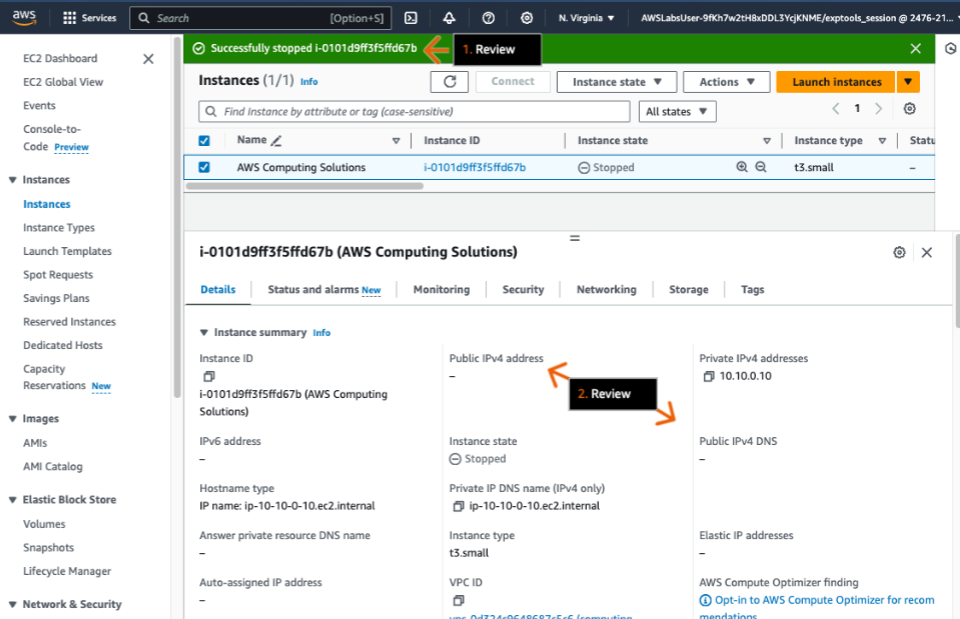 aws
Services
Search
[Option+S]
N. Virginia
AWSLabsUser-9fKh7w2tH8xDDL3YcjKNME/exptools_session @ 2476-21...
EC2 Dashboard
EC2 Global View
Events
Console-to-
Code Preview
Instances
Instances
Instance Types
Launch Templates
Spot Requests
Savings Plans
Reserved Instances
Dedicated Hosts
Capacity
Reservations New
Images
AMIs
AMI Catalog
Elastic Block Store
Volumes
Snapshots
Lifecycle Manager
Network & Security
Successfully stopped i-0101d9ff3f5ffd67b
1. Review
Instances (1/1) Info
Connect
Instance state
Actions
Launch instances
Find Instance by attribute or tag (case-sensitive)
All states
1
Name
Instance ID
Instance state
Instance type
Statu
AWS Computing Solutions
i-0101d9ff3f5ffd67b
Stopped
t3.small
–
i-0101d9ff3f5ffd67b (AWS Computing Solutions)
Details
Status and alarms New
Monitoring
Security
Networking
Storage
Tags
Instance summary Info
Instance ID
i-0101d9ff3f5ffd67b (AWS Computing
Solutions)
Public IPv4 address
–
2. Review
Private IPv4 addresses
10.10.0.10
IPv6 address
–
Instance state
Stopped
Public IPv4 DNS
–
Hostname type
IP name: ip-10-10-0-10.ec2.internal
Private IP DNS name (IPv4 only)
ip-10-10-0-10.ec2.internal
Answer private resource DNS name
–
Instance type
t3.small
Elastic IP addresses
–
Auto-assigned IP address
–
VPC ID
AWS Compute Optimizer finding
Opt-in to AWS Compute Optimizer for recom
mendations.